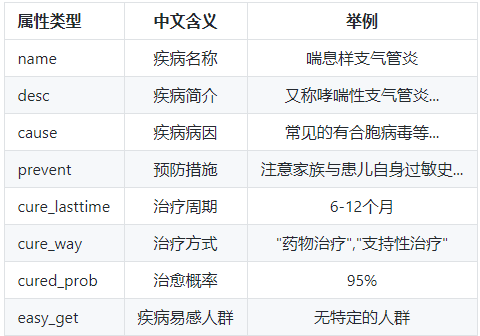 属性类型 中文含义 举例
name 疾病名称 喘息样支气管炎
desc 疾病简介 又称哮喘性支气管炎...
cause 疾病病因 常见的有合胞病毒等...
prevent 预防措施 注意家族与患儿自身过敏史...
cure_lasttime 治疗周期 6-12个月
cure_way 治疗方式 "药物治疗","支持性治疗"
cured_prob 治愈概率 95%
easy_get 疾病易感人群 无特定的人群